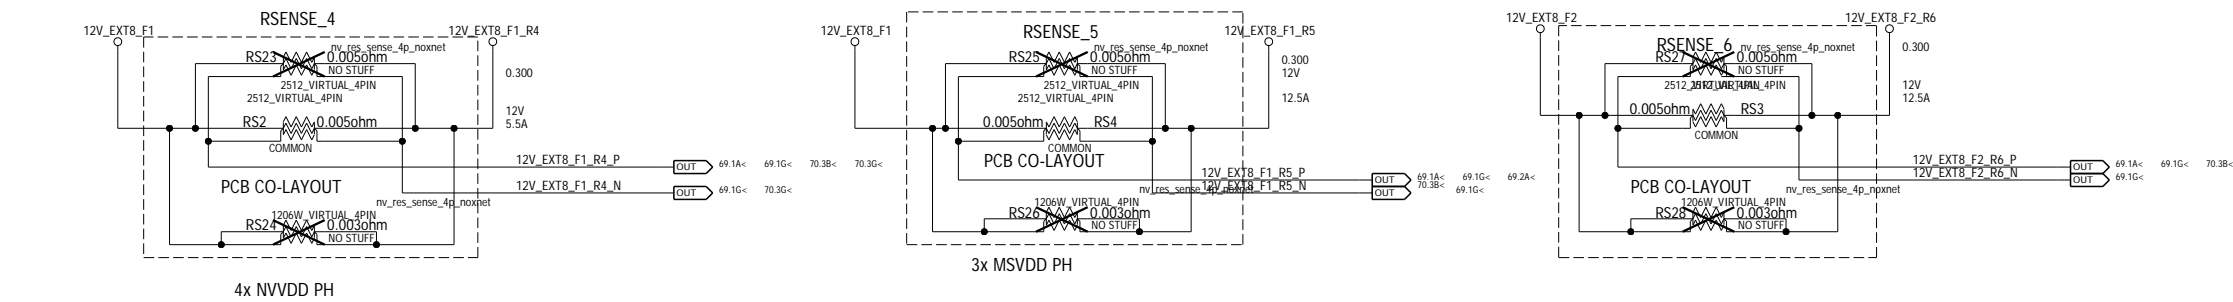 RSENSE_4
12V_EXT8_F1
12V_EXT8_F1_R4
nv_res_sense_4p_noxnet
RS23
0.005ohm
NO STUFF
2512_VIRTUAL_4PIN
2512_VIRTUAL_4PIN
0.300
12V
5.5A
RS2
0.005ohm
COMMON
12V_EXT8_F1_R4_P
OUT
69.1A<
69.1G<
70.3B<
70.3G<
12V_EXT8_F1_R4_N
OUT
69.1G<
70.3G<
PCB CO-LAYOUT
nv_res_sense_4p_noxnet
1206W_VIRTUAL_4PIN
RS24
0.003ohm
NO STUFF
4x NVVDD PH
RSENSE_5
12V_EXT8_F1
12V_EXT8_F1_R5
nv_res_sense_4p_noxnet
RS25
0.005ohm
NO STUFF
2512_VIRTUAL_4PIN
2512_VIRTUAL_4PIN
0.300
12V
12.5A
0.005ohm
RS4
COMMON
PCB CO-LAYOUT
12V_EXT8_F1_R5_P
OUT
69.1A<
69.1G<
69.2A<
12V_EXT8_F1_R5_N
OUT
70.3B<
69.1G<
nv_res_sense_4p_noxnet
1206W_VIRTUAL_4PIN
RS26
0.003ohm
NO STUFF
3x MSVDD PH
12V_EXT8_F2
12V_EXT8_F2_R6
RSENSE_6
nv_res_sense_4p_noxnet
RS27
0.005ohm
NO STUFF
2512_VIRTUAL_4PIN
2512_VIRTUAL_4PIN
0.300
12V
12.5A
0.005ohm
RS3
COMMON
12V_EXT8_F2_R6_P
OUT
69.1A<
69.1G<
70.3B<
12V_EXT8_F2_R6_N
OUT
69.1G<
PCB CO-LAYOUT
nv_res_sense_4p_noxnet
1206W_VIRTUAL_4PIN
RS28
0.003ohm
NO STUFF